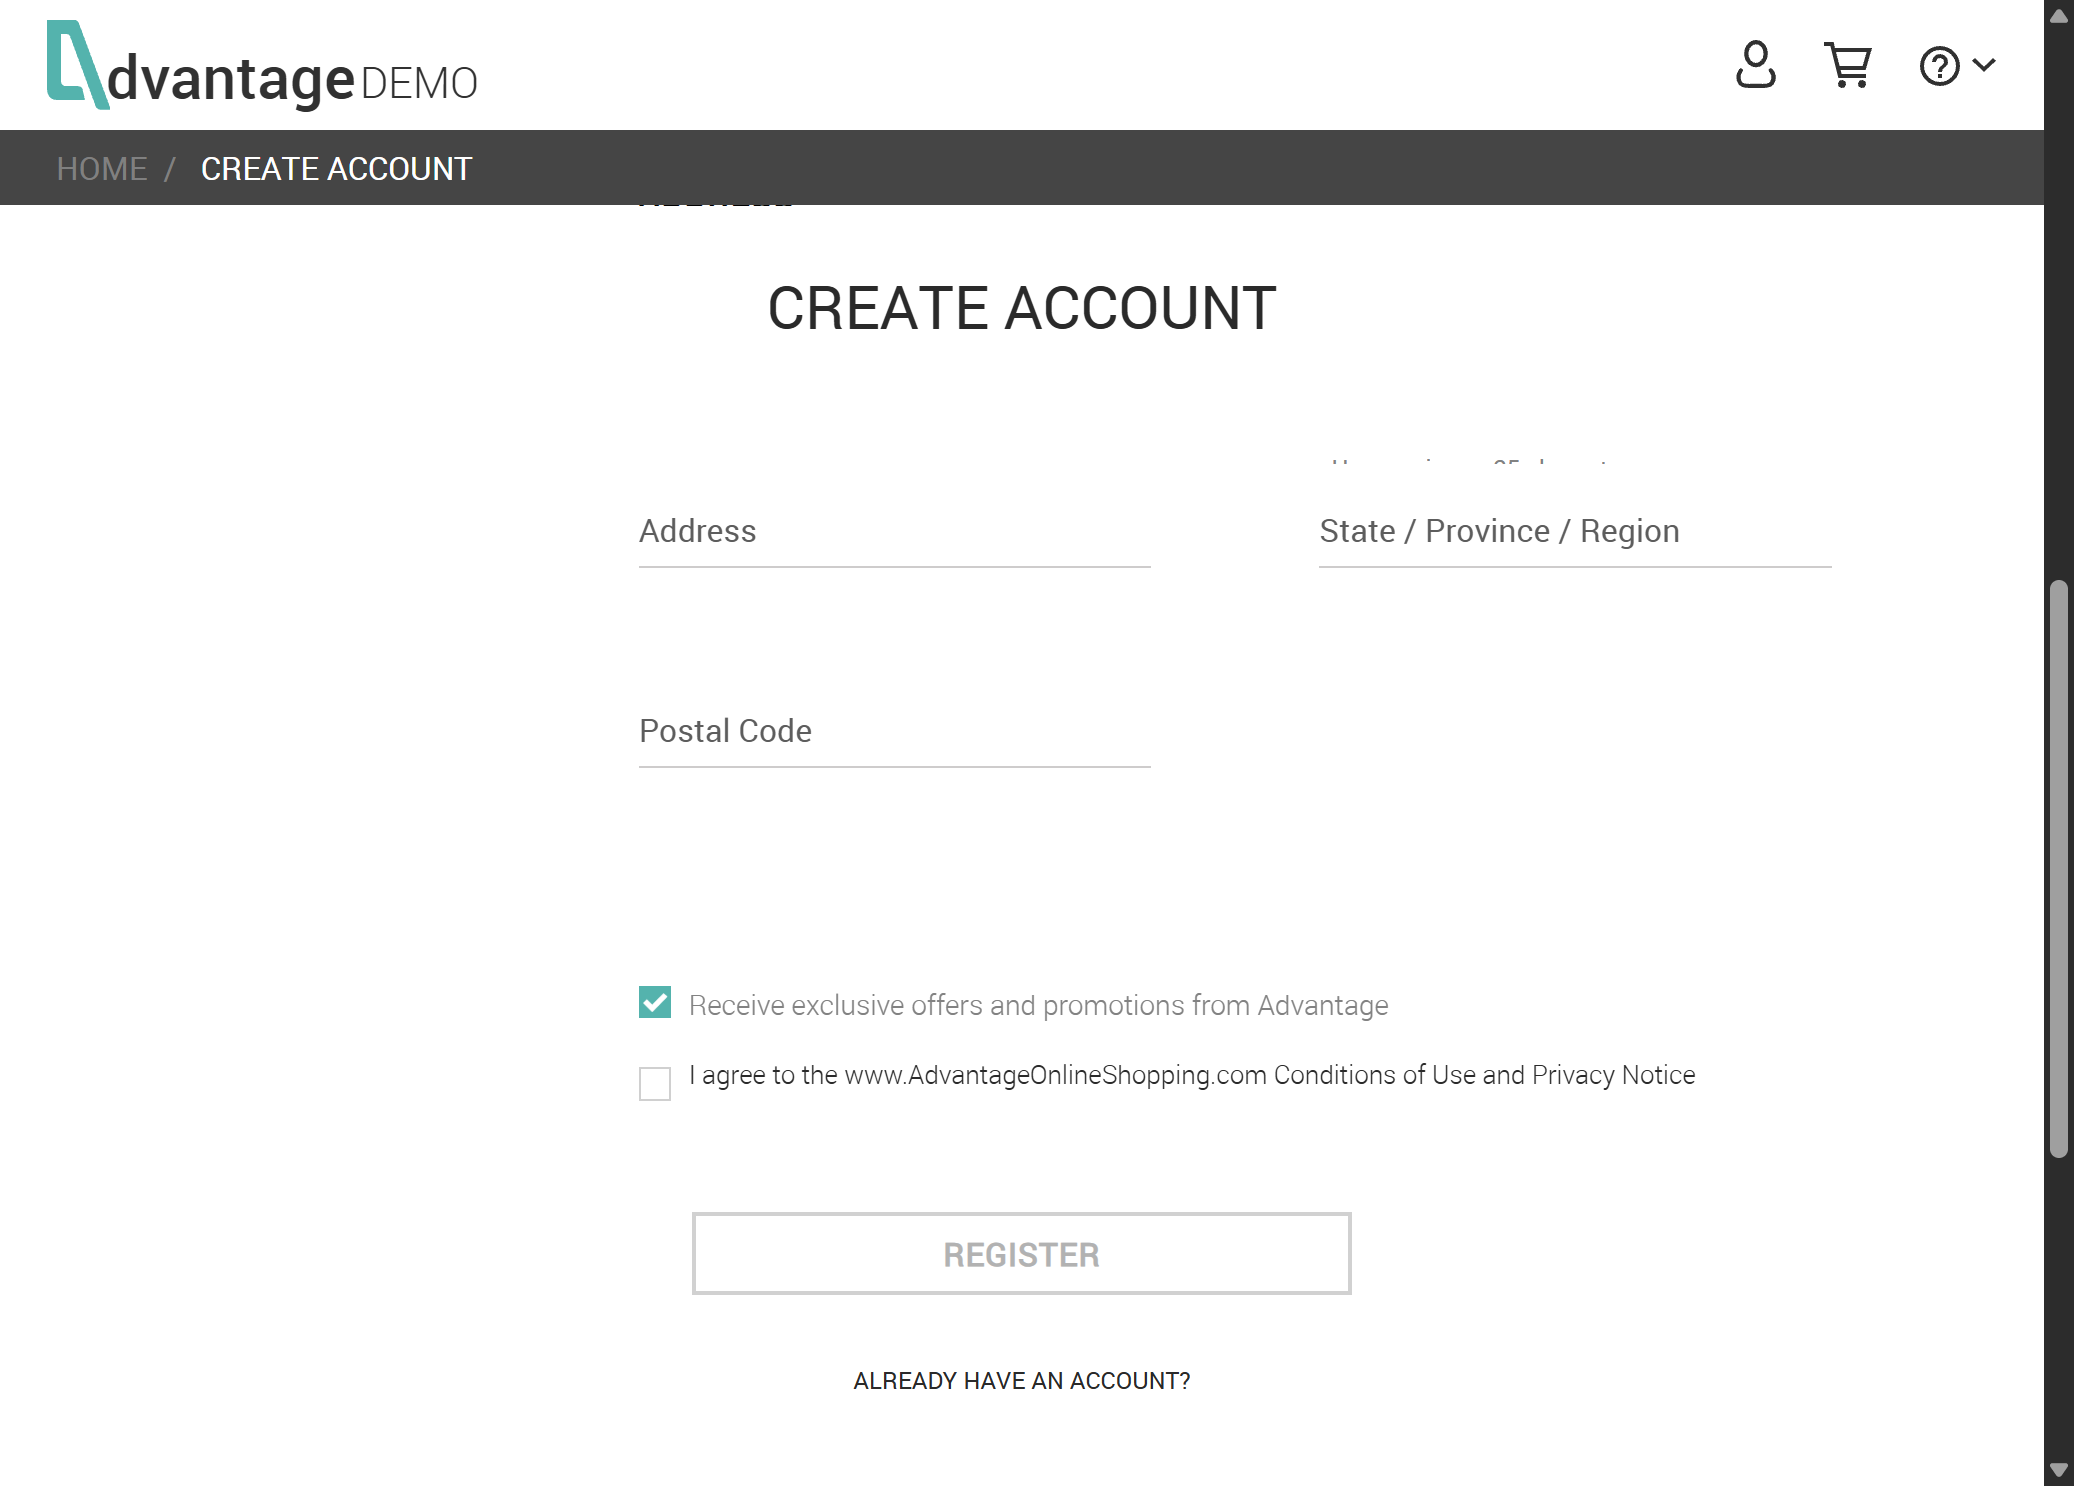 dvantage DEMO
HOME / CREATE ACCOUNT
CREATE ACCOUNT
Address
State / Province / Region
Postal Code
Receive exclusive offers and promotions from Advantage
I agree to the www.AdvantageOnlineShopping.com Conditions of Use and Privacy Notice
REGISTER
ALREADY HAVE AN ACCOUNT?